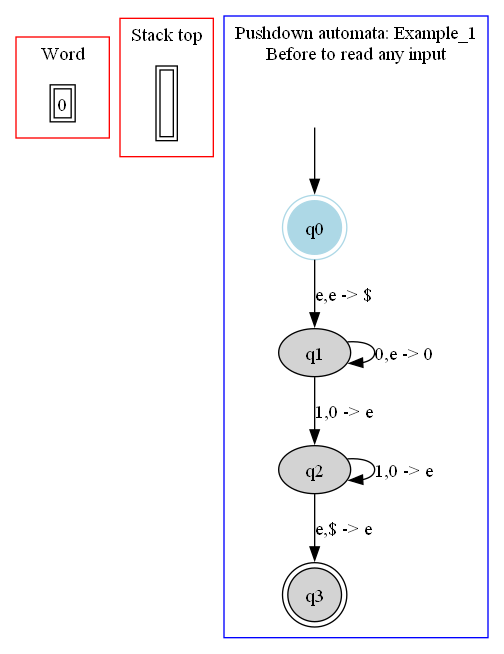 Word
0
Stack top
Pushdown automata: Example_1
Before to read any input
q0
e,e -> $
q1
0,e -> 0
1,0 -> e
q2
1,0 -> e
e,$ -> e
q3